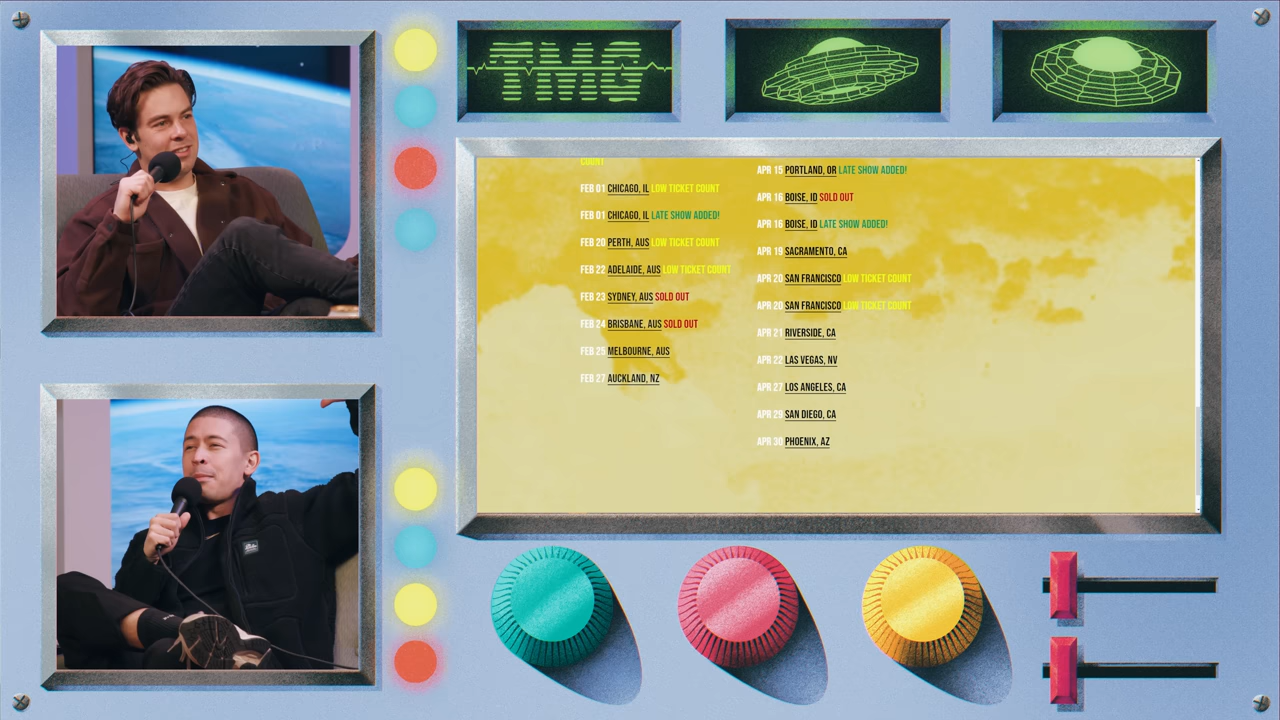 TMG
COUNT
FEB 01 CHICAGO, IL LOW TICKET COUNT
FEB 01 CHICAGO, IL LATE SHOW ADDED!
FEB 20 PERTH, AUS LOW TICKET COUNT
FEB 22 ADELAIDE, AUS LOW TICKET COUNT
FEB 23 SYDNEY, AUS SOLD OUT
FEB 24 BRISBANE, AUS SOLD OUT
FEB 25 MELBOURNE, AUS
FEB 27 AUCKLAND, NZ
APR 15 PORTLAND, OR LATE SHOW ADDED!
APR 16 BOISE, ID SOLD OUT
APR 16 BOISE, ID LATE SHOW ADDED!
APR 19 SACRAMENTO, CA
APR 20 SAN FRANCISCO LOW TICKET COUNT
APR 20 SAN FRANCISCO LOW TICKET COUNT
APR 21 RIVERSIDE, CA
APR 22 LAS VEGAS, NV
APR 27 LOS ANGELES, CA
APR 29 SAN DIEGO, CA
APR 30 PHOENIX, AZ